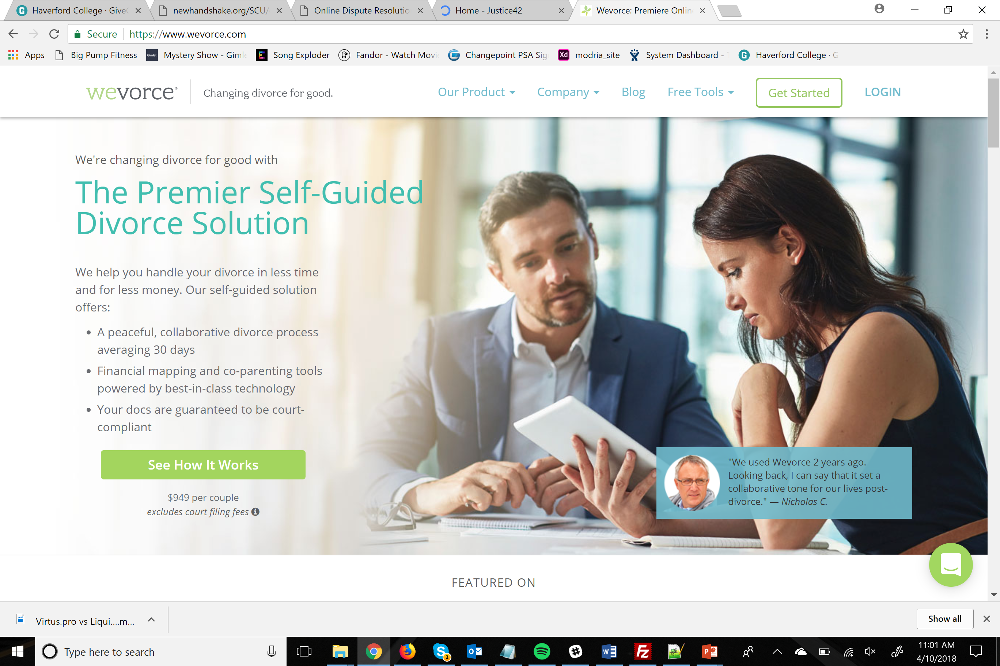 Haverford College · Give
newhandshake.org/SCU/
Online Dispute Resolutio
Home - Justice42
Wevorce: Premiere Onlin
Secure
https://www.wevorce.com
Apps
Big Pump Fitness
Gimlet
Mystery Show - Giml
Song Exploder
Fandor - Watch Movi
Changepoint PSA Sig
Xd
modria_site
System Dashboard -
Haverford College · G
wevorce®
Changing divorce for good.
Our Product
Company
Blog
Free Tools
Get Started
LOGIN
We're changing divorce for good with
The Premier Self-Guided
Divorce Solution
We help you handle your divorce in less time
and for less money. Our self-guided solution
offers:
• A peaceful, collaborative divorce process
averaging 30 days
• Financial mapping and co-parenting tools
powered by best-in-class technology
• Your docs are guaranteed to be court-
compliant
See How It Works
$949 per couple
excludes court filing fees
"We used Wevorce 2 years ago.
Looking back, I can say that it set a
collaborative tone for our lives post-
divorce." — Nicholas C.
FEATURED ON
Virtus.pro vs Liqui....m...
Show all
Type here to search
2
11:01 AM
4/10/2018